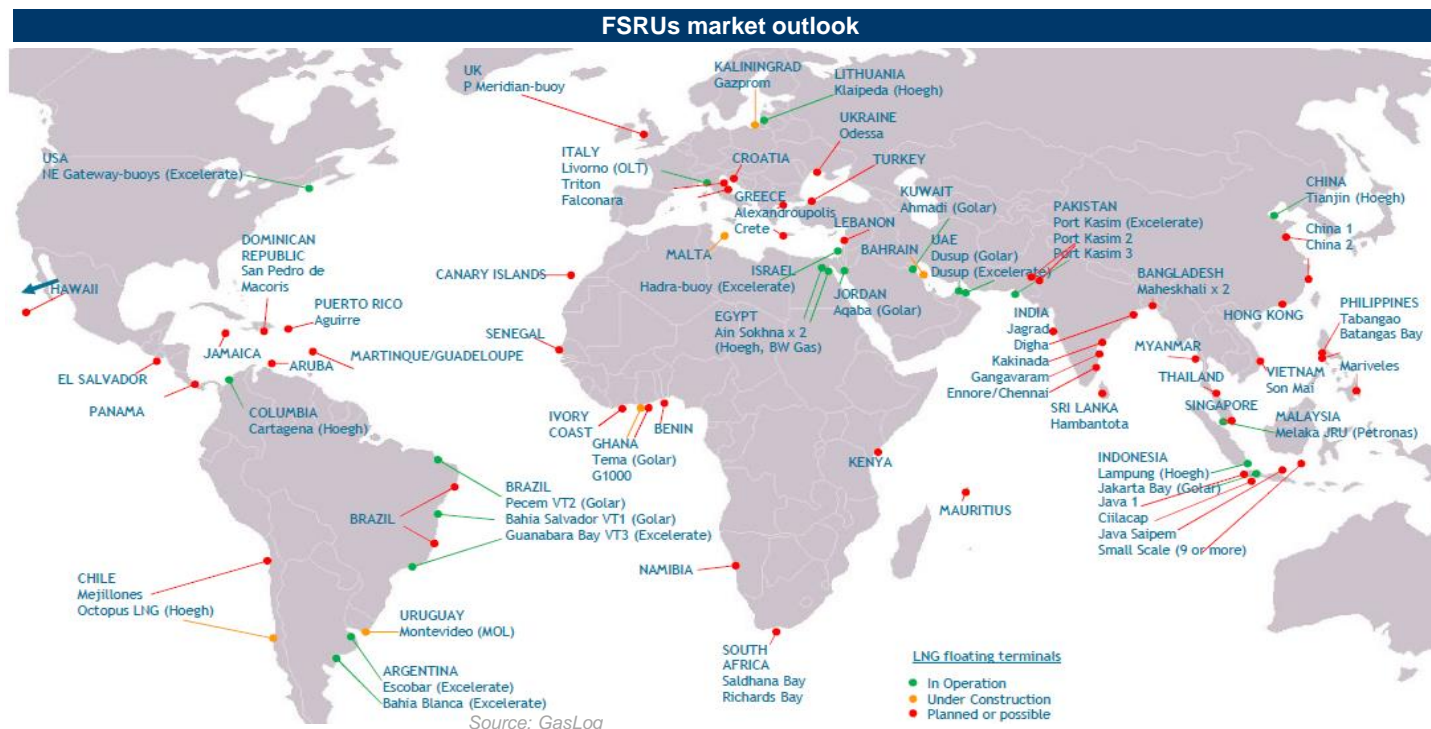 FSRUs market outlook
UK
P Meridian-buoy
KALININGRAD
Gazprom
LITHUANIA
Klaipeda (Hoegh)
UKRAINE
Odessa
USA
NE Gateway-buoys (Excelerate)
ITALY
Livorno (OLT)
Triton
Falconara
CROATIA
TURKEY
GREECE
Alexandroupolis
Crete
KUWAIT
Ahmadi (Golar)
PAKISTAN
Port Kasim (Excelerate)
Port Kasim 2
Port Kasim 3
CHINA
Tianjin (Hoegh)
China 1
China 2
DOMINICAN
REPUBLIC
San Pedro de
Macoris
MALTA
LEBANON
BAHRAIN
UAE
Dusup (Golar)
Dusup (Excelerate)
CANARY ISLANDS
ISRAEL
Hadra-buoy (Excelerate)
JORDAN
Aqaba (Golar)
BANGLADESH
Maheskhali x 2
HAWAII
PUERTO RICO
Aguirre
EGYPT
Ain Sokhna x 2
(Hoegh, BW Gas)
INDIA
Jagrad
Digha
Kakinada
Gangavaram
Ennore/Chennai
HONG KONG
PHILIPPINES
Tabangao
Batangas Bay
Mariveles
JAMAICA
MARTINQUE/GUADELOUPE
SENEGAL
MYANMAR
EL SALVADOR
ARUBA
THAILAND
VIETNAM
Son Mai
PANAMA
COLUMBIA
Cartagena (Hoegh)
IVORY
COAST
GHANA
Tema (Golar)
G1000
BENIN
SRI LANKA
Hambantota
SINGAPORE
MALAYSIA
Melaka JRU (Petronas)
KENYA
INDONESIA
Lampung (Hoegh)
Jakarta Bay (Golar)
Java 1
Ciilacap
Java Saipem
Small Scale (9 or more)
BRAZIL
Pecem VT2 (Golar)
Bahia Salvador VT1 (Golar)
Guanabara Bay VT3 (Excelerate)
BRAZIL
MAURITIUS
NAMIBIA
CHILE
Mejillones
Octopus LNG (Hoegh)
URUGUAY
Montevideo (MOL)
SOUTH
AFRICA
Saldhana Bay
Richards Bay
ARGENTINA
Escobar (Excelerate)
Bahia Blanca (Excelerate)
LNG floating terminals
In Operation
Under Construction
Planned or possible
Source: GasLog